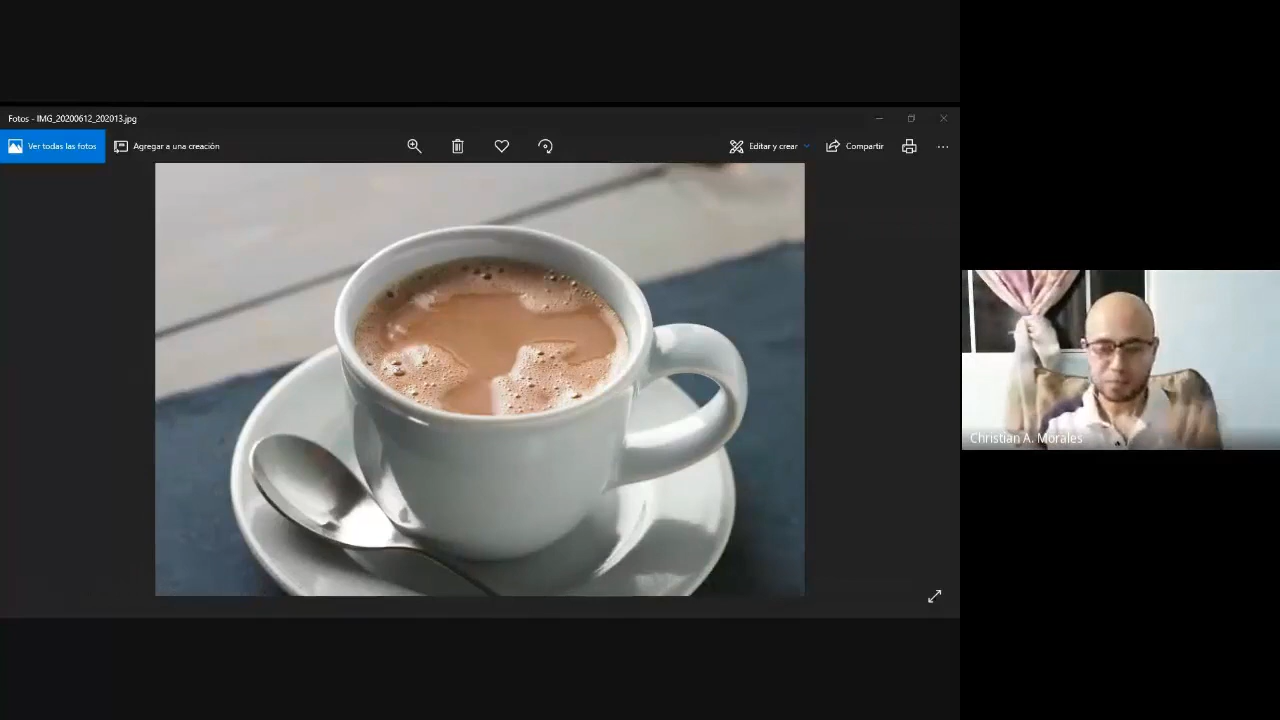 Fotos - IMG_20200612_202013.jpg
Ver todas las fotos
Agregar a una creación
Editar y crear
Compartir
Christian A. Morales